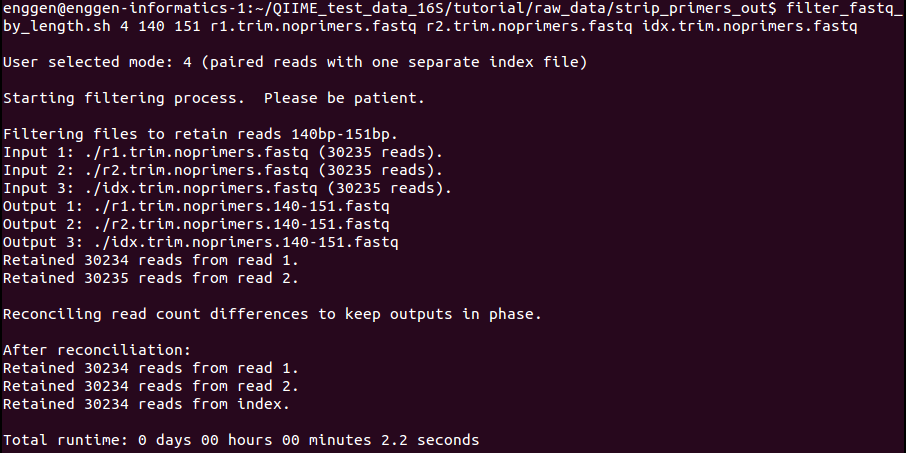 enggen@enggen-informatics-1:~/QIIME_test_data_16S/tutorial/raw_data/strip_primers_out$ filter_fastq_
by_length.sh 4 140 151 r1.trim.noprimers.fastq r2.trim.noprimers.fastq idx.trim.noprimers.fastq
User selected mode: 4 (paired reads with one separate index file)
Starting filtering process.  Please be patient.
Filtering files to retain reads 140bp-151bp.
Input 1: ./r1.trim.noprimers.fastq (30235 reads).
Input 2: ./r2.trim.noprimers.fastq (30235 reads).
Input 3: ./idx.trim.noprimers.fastq (30235 reads).
Output 1: ./r1.trim.noprimers.140-151.fastq
Output 2: ./r2.trim.noprimers.140-151.fastq
Output 3: ./idx.trim.noprimers.140-151.fastq
Retained 30234 reads from read 1.
Retained 30235 reads from read 2.
Reconciling read count differences to keep outputs in phase.
After reconciliation:
Retained 30234 reads from read 1.
Retained 30234 reads from read 2.
Retained 30234 reads from index.
Total runtime: 0 days 00 hours 00 minutes 2.2 seconds